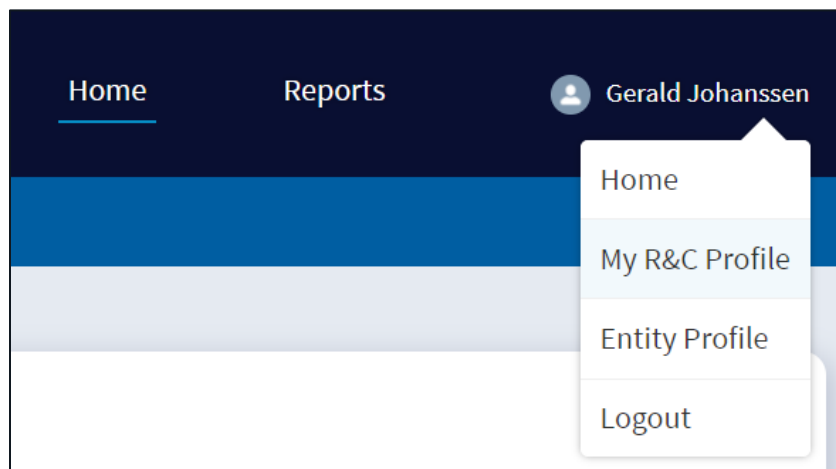 Home Reports Gerald Johanssen
Home
My R&C Profile
Entity Profile
Logout